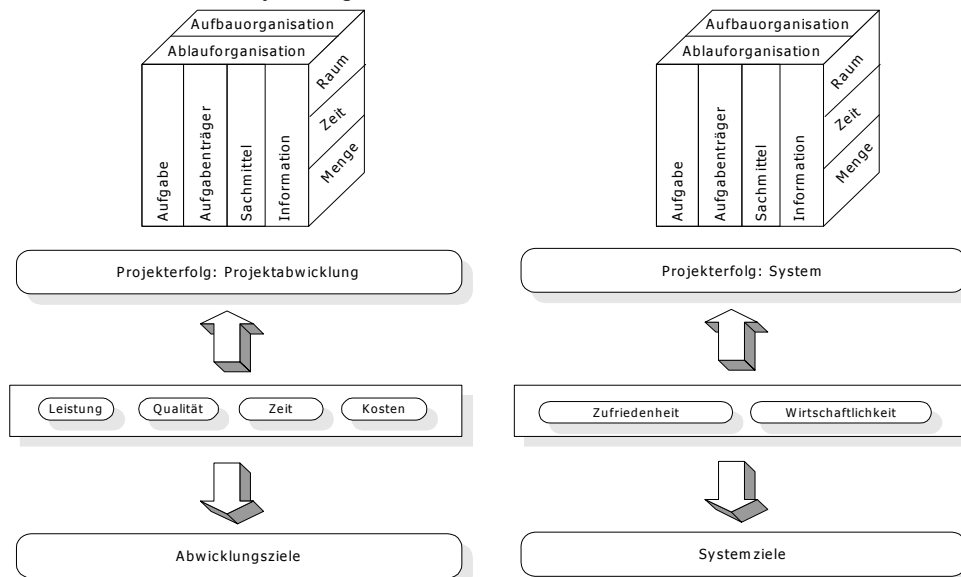 Aufbauorganisation
Ablauforganisation
Raum
Zeit
Menge
Aufgabe
Aufgabenträger
Sachmittel
Information
Projekterfolg: Projektabwicklung
Leistung
Qualität
Zeit
Kosten
Abwicklungsziele
Aufbauorganisation
Ablauforganisation
Raum
Zeit
Menge
Aufgabe
Aufgabenträger
Sachmittel
Information
Projekterfolg: System
Zufriedenheit
Wirtschaftlichkeit
Systemziele